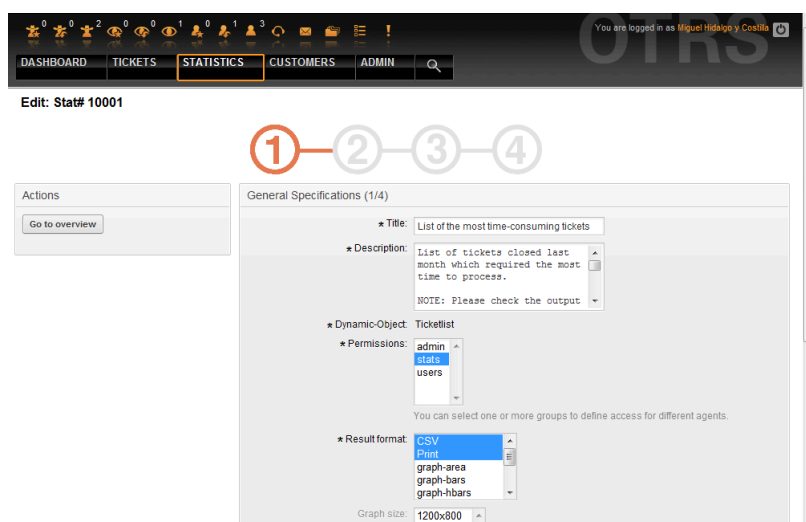 0 0 2 0 0 1 0 1 3
You are logged in as Miguel Hidalgo y Costilla
OTRS
DASHBOARD TICKETS STATISTICS CUSTOMERS ADMIN
Edit: Stat# 10001
1 2 3 4
Actions
Go to overview
General Specifications (1/4)
★ Title: List of the most time-consuming tickets
★ Description: List of tickets closed last
month which required the most
time to process.
NOTE: Please check the output
★ Dynamic-Object: Ticketlist
★ Permissions: admin
stats
users
You can select one or more groups to define access for different agents.
★ Result format: CSV
Print
graph-area
graph-bars
graph-hbars
Graph size: 1200x800